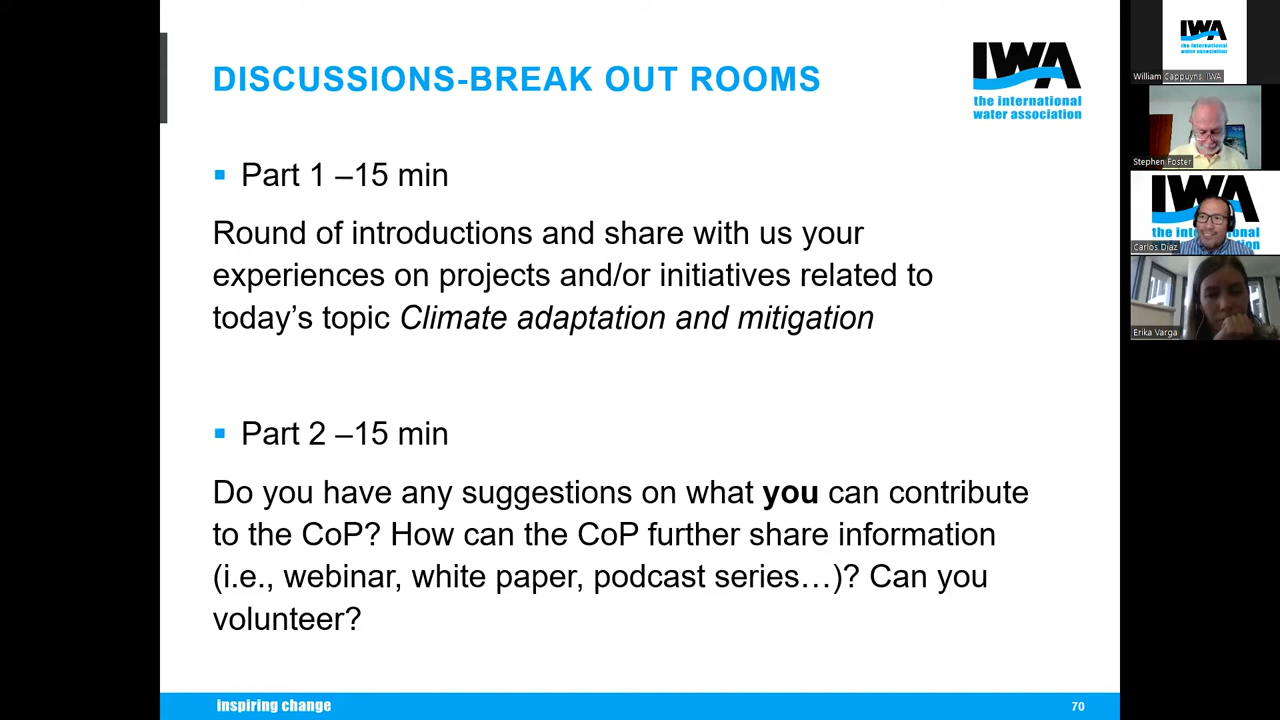 DISCUSSIONS-BREAK OUT ROOMS
IWA
the international
water association
▪ Part 1 –15 min
Round of introductions and share with us your
experiences on projects and/or initiatives related to
today’s topic Climate adaptation and mitigation
▪ Part 2 –15 min
Do you have any suggestions on what you can contribute
to the CoP? How can the CoP further share information
(i.e., webinar, white paper, podcast series…)? Can you
volunteer?
inspiring change
70
IWA
the international
water association
William Cappuyns, IWA
Stephen Foster
IWA
the in
Carlos Diaz
Erika Varga